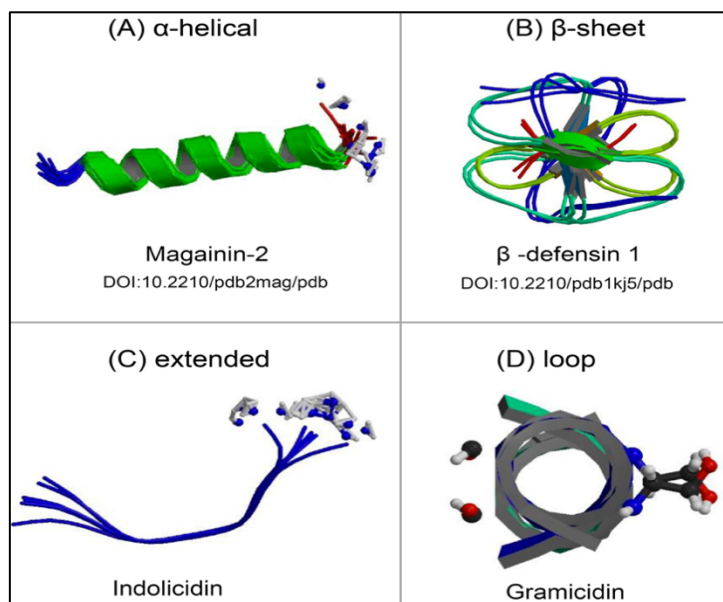 (A) α-helical
Magainin-2
DOI:10.2210/pdb2mag/pdb
(B) β-sheet
β -defensin 1
DOI:10.2210/pdb1kj5/pdb
(C) extended
Indolicidin
(D) loop
Gramicidin